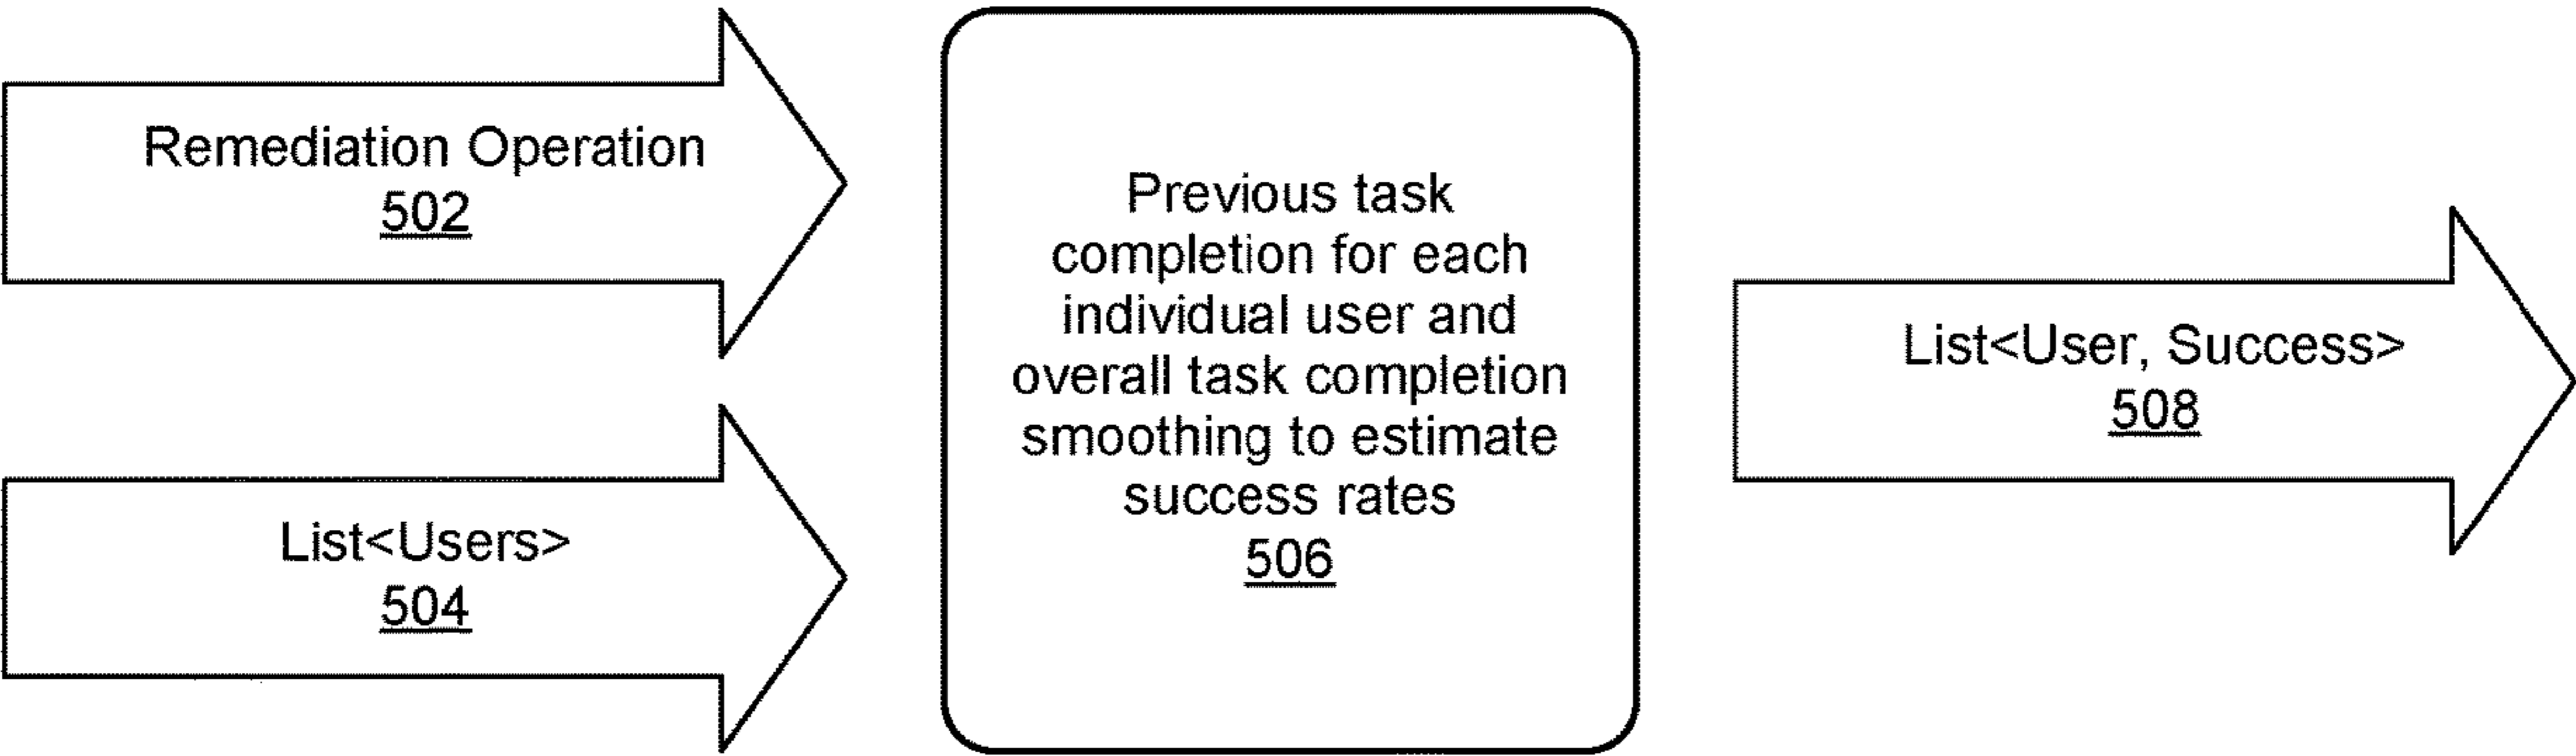 Remediation Operation
502
List<Users>
504
Previous task
completion for each
individual user and
overall task completion
smoothing to estimate
success rates
506
List<User, Success>
508